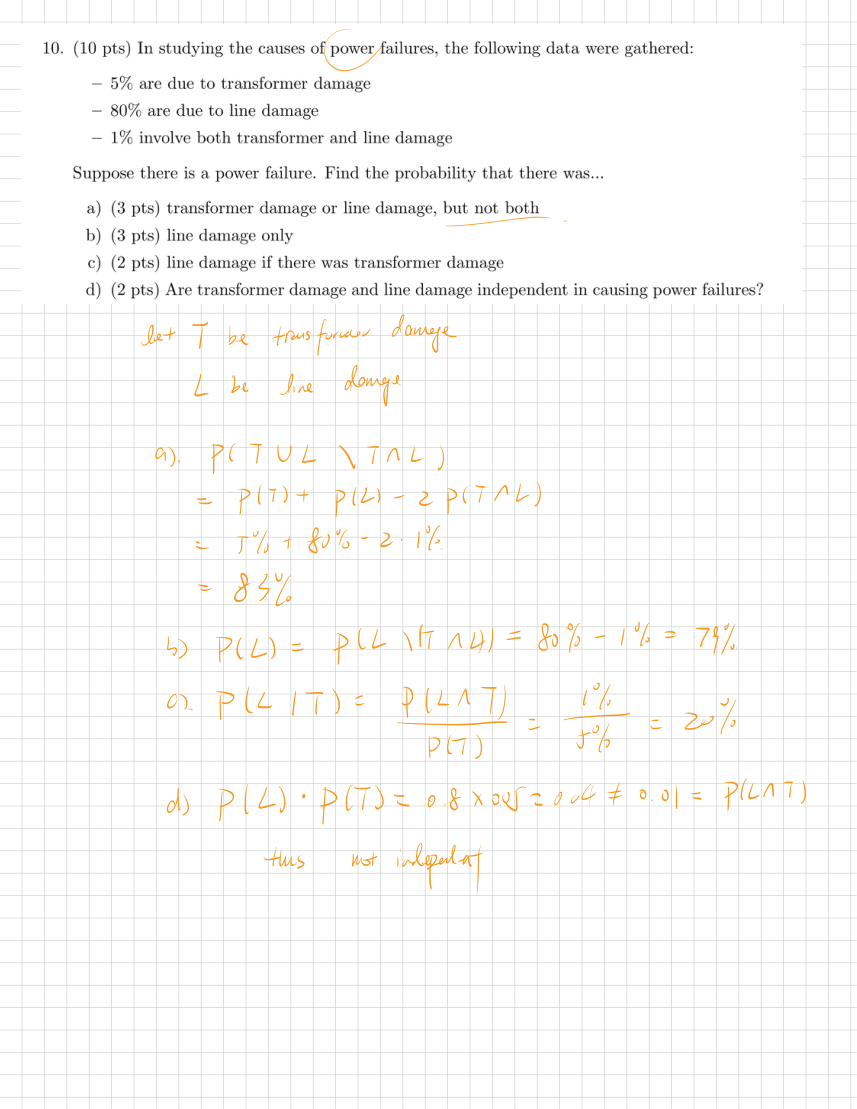 10. (10 pts) In studying the causes of power failures, the following data were gathered:
– 5% are due to transformer damage
– 80% are due to line damage
– 1% involve both transformer and line damage
Suppose there is a power failure. Find the probability that there was...
a) (3 pts) transformer damage or line damage, but not both
b) (3 pts) line damage only
c) (2 pts) line damage if there was transformer damage
d) (2 pts) Are transformer damage and line damage independent in causing power failures?
let T be transformer damage
L be line damge
a). P( T ∪ L \ T ∧ L )
= P(T) + P(L) - 2 P(T ∧ L)
= 5% + 80% - 2 · 1%
= 83%
b) P(L) = P(L \ (T ∧ L)) = 80% - 1% = 79%
c). P(L | T) = P(L ∧ T) / P(T) = 1% / 5% = 20%
d) P(L) · P(T) = 0.8 × 0.05 = 0.04 ≠ 0.01 = P(L ∧ T)
thus not